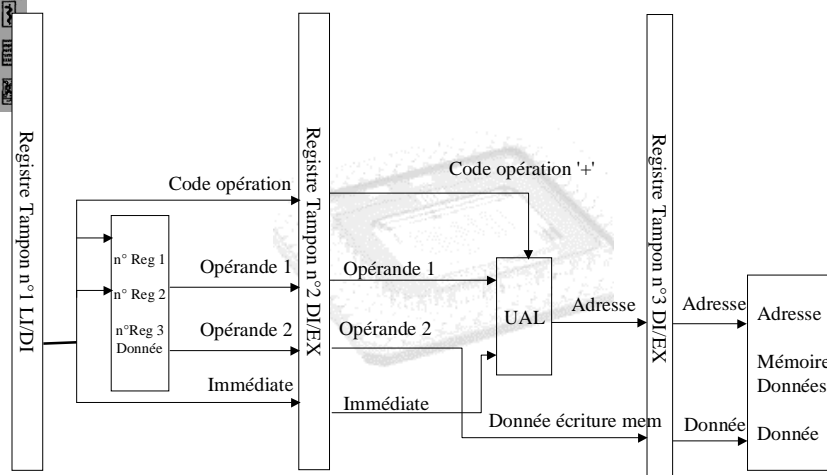 Registre Tampon n°1 LI/DI
Code opération
n° Reg 1
n° Reg 2
n°Reg 3
Donnée
Opérande 1
Opérande 2
Immédiate
Registre Tampon n°2 DI/EX
Code opération '+'
Opérande 1
Opérande 2
Immédiate
UAL
Adresse
Donnée écriture mem
Registre Tampon n°3 DI/EX
Adresse
Donnée
Adresse
Mémoire
Données
Donnée